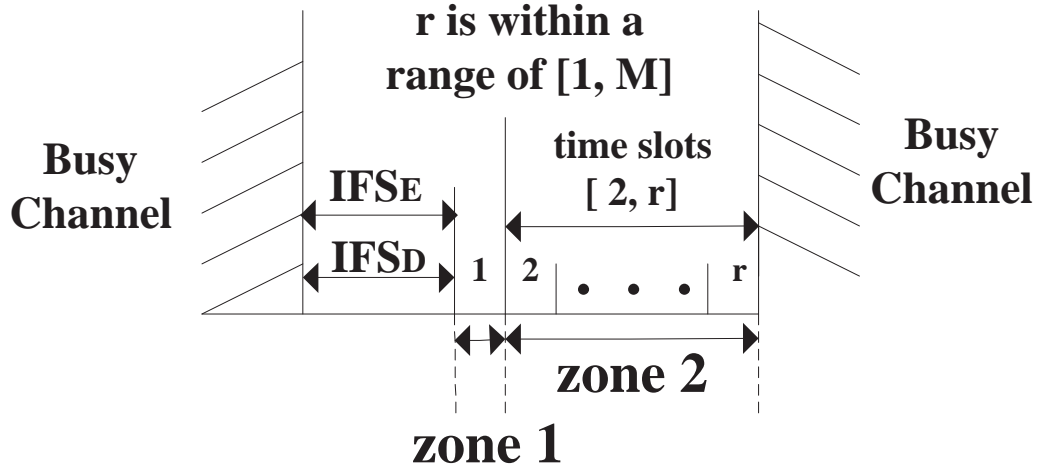 r is within a
range of [1, M]
Busy
Channel
time slots
[ 2, r]
Busy
Channel
IFSE
IFSD
1
2
• • •
r
zone 2
zone 1